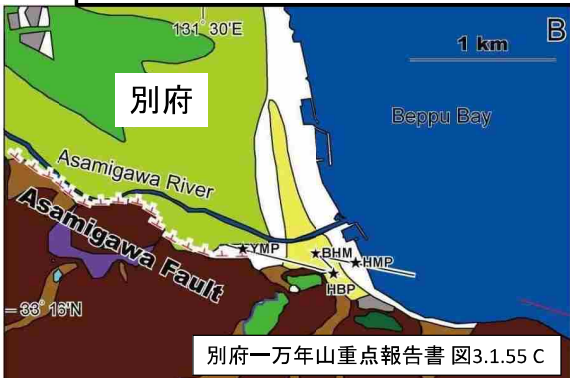 131° 30'E
B
1 km
別府
Beppu Bay
Asamigawa River
Asamigawa Fault
YMP
BHM
HMP
HBP
33° 16'N
別府一万年山重点報告書 図3.1.55 C